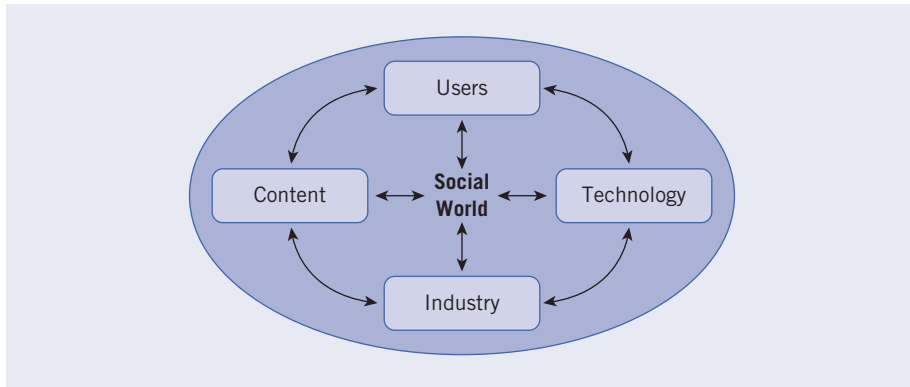 Users
Content
Social
World
Technology
Industry